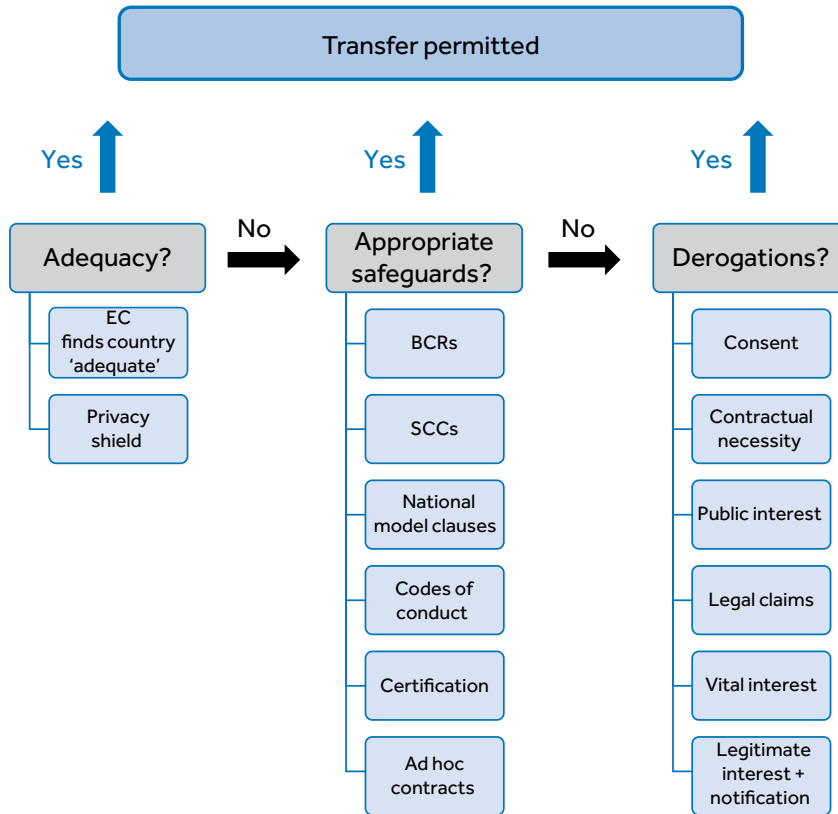 Transfer permitted
Yes
Yes
Yes
Adequacy?
No
Appropriate
safeguards?
No
Derogations?
EC
finds country
‘adequate’
Privacy
shield
BCRs
SCCs
National
model clauses
Codes of
conduct
Certification
Ad hoc
contracts
Consent
Contractual
necessity
Public interest
Legal claims
Vital interest
Legitimate
interest +
notification